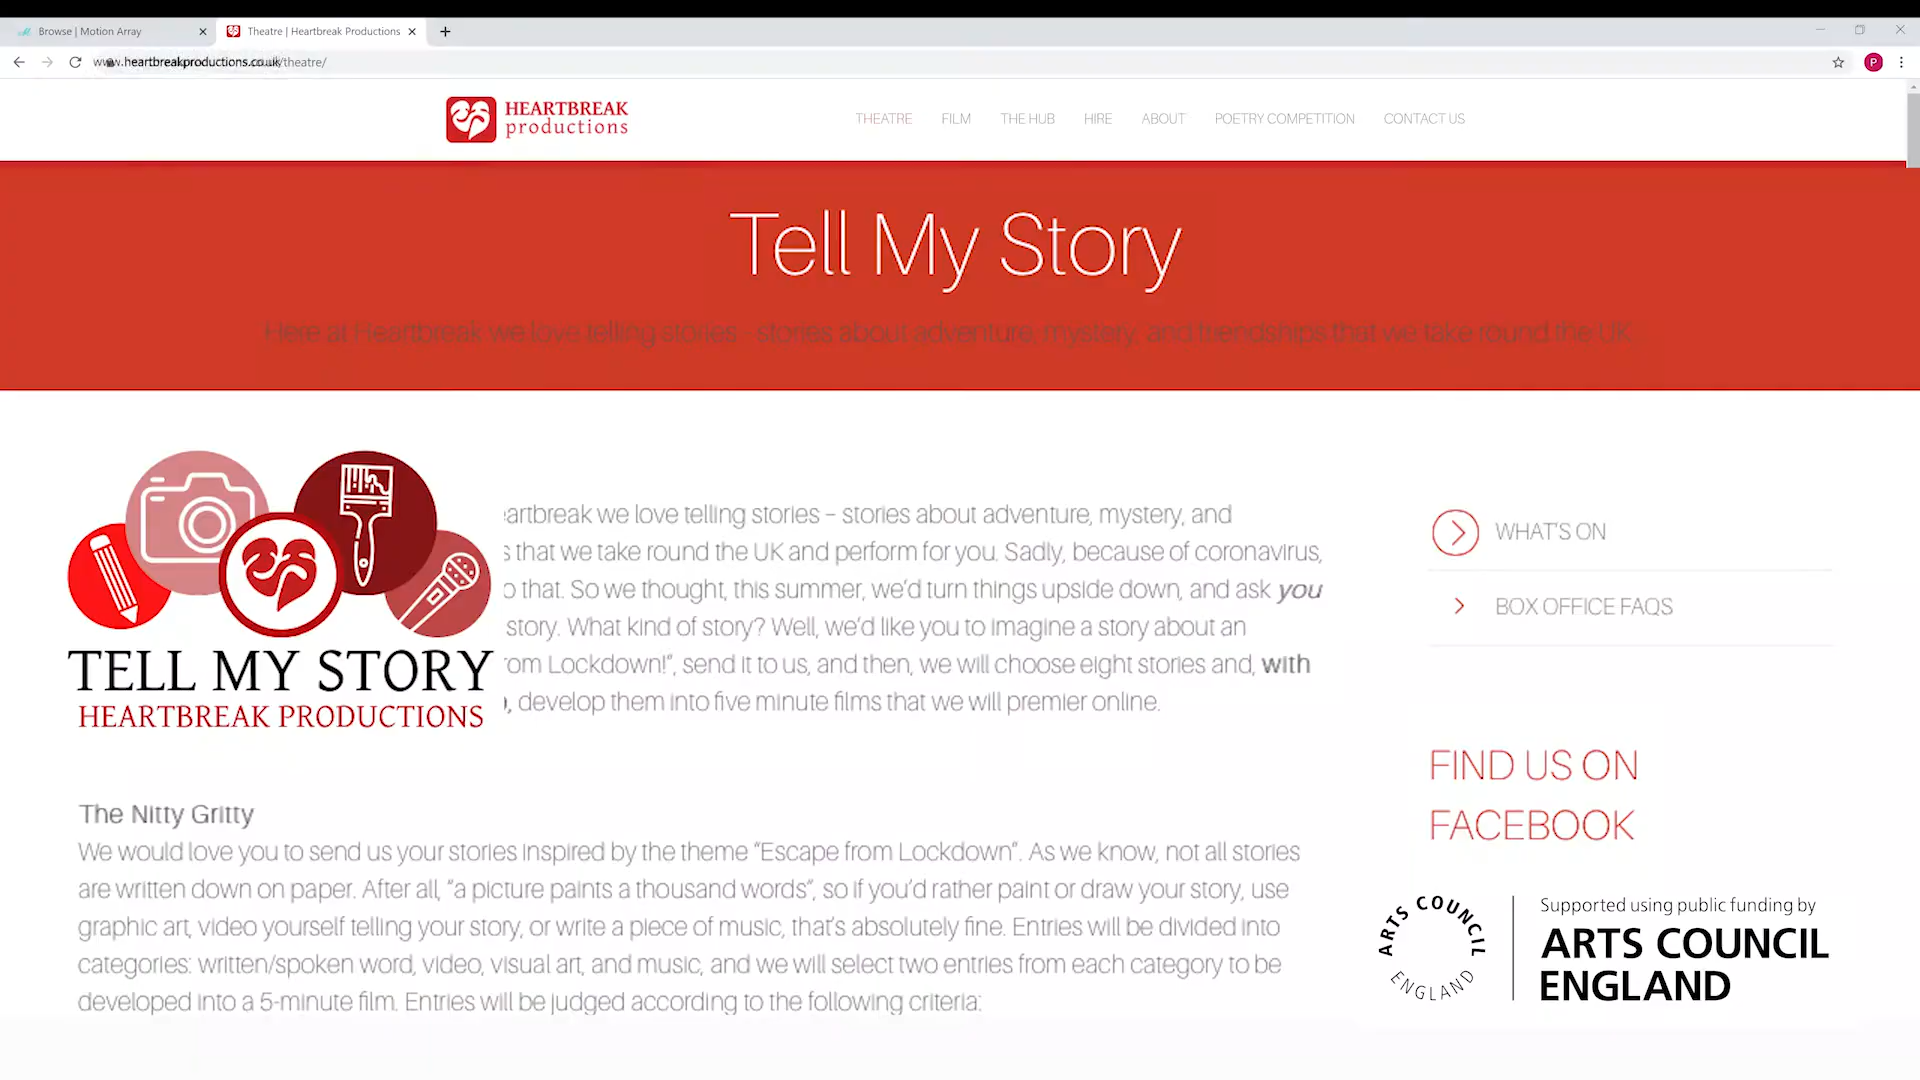 Browse | Motion Array
Theatre | Heartbreak Productions
www.heartbreakproductions.co.uk/theatre/
P
HEARTBREAK
productions
THEATRE FILM THE HUB HIRE ABOUT POETRY COMPETITION CONTACT US
Tell My Story
Here at Heartbreak we love telling stories - stories about adventure, mystery, and friendships that we take round the UK
eartbreak we love telling stories – stories about adventure, mystery, and
s that we take round the UK and perform for you. Sadly, because of coronavirus,
o that. So we thought, this summer, we'd turn things upside down, and ask you
story. What kind of story? Well, we'd like you to imagine a story about an
rom Lockdown!", send it to us, and then, we will choose eight stories and, with
, develop them into five minute films that we will premier online.
TELL MY STORY
HEARTBREAK PRODUCTIONS
The Nitty Gritty
We would love you to send us your stories inspired by the theme "Escape from Lockdown". As we know, not all stories
are written down on paper. After all, "a picture paints a thousand words", so if you'd rather paint or draw your story, use
graphic art, video yourself telling your story, or write a piece of music, that's absolutely fine. Entries will be divided into
categories: written/spoken word, video, visual art, and music, and we will select two entries from each category to be
developed into a 5-minute film. Entries will be judged according to the following criteria:
WHAT'S ON
BOX OFFICE FAQS
FIND US ON
FACEBOOK
ARTS COUNCIL
ENGLAND
Supported using public funding by
ARTS COUNCIL
ENGLAND